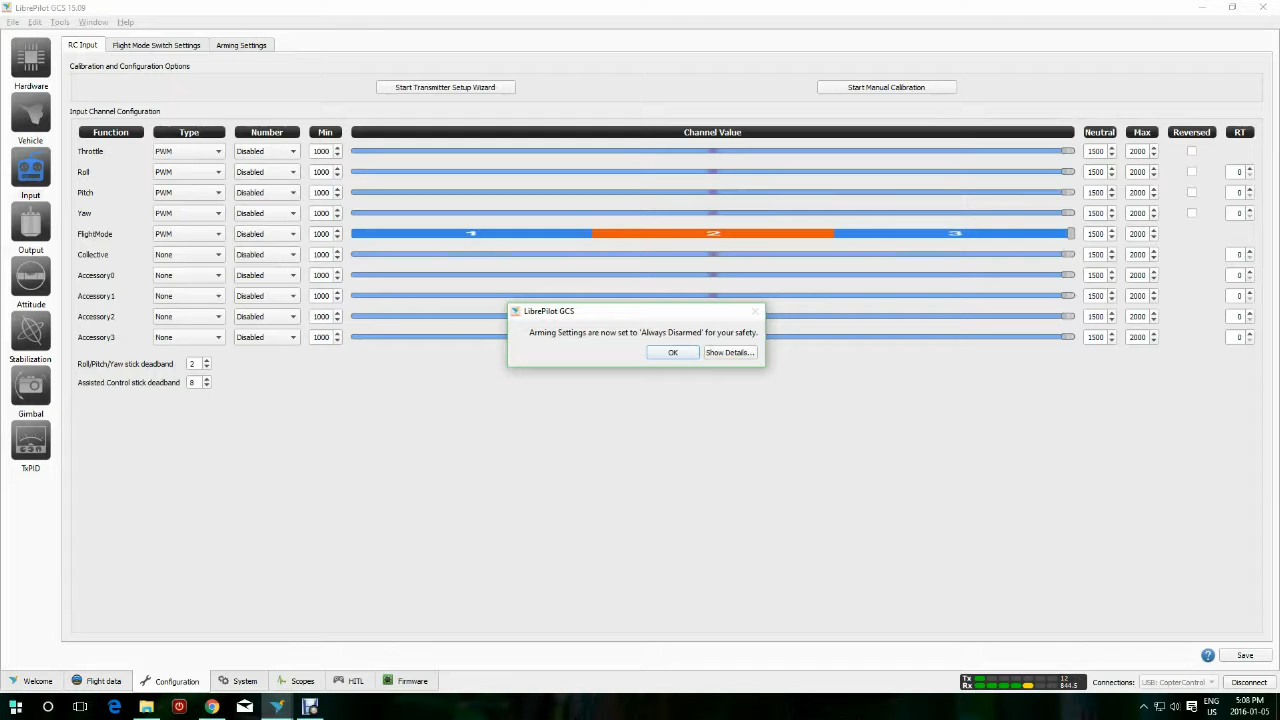 LibrePilot GCS 15.09
File Edit Tools Window Help
RC Input Flight Mode Switch Settings Arming Settings
Hardware
Vehicle
Input
Output
Attitude
Stabilization
Gimbal
TxPID
Calibration and Configuration Options
Start Transmitter Setup Wizard Start Manual Calibration
Input Channel Configuration
Function Type Number Min Channel Value Neutral Max Reversed RT
Throttle PWM Disabled 1000 1500 2000
Roll PWM Disabled 1000 1500 2000 0
Pitch PWM Disabled 1000 1500 2000 0
Yaw PWM Disabled 1000 1500 2000 0
FlightMode PWM Disabled 1000 1 2 3 1500 2000
Collective None Disabled 1000 1500 2000 0
Accessory0 None Disabled 1000 1500 2000 0
Accessory1 None Disabled 1000 1500 2000 0
Accessory2 None Disabled 1000 1500 2000 0
Accessory3 None Disabled 1000 1500 2000 0
Roll/Pitch/Yaw stick deadband 2
Assisted Control stick deadband 8
LibrePilot GCS
Arming Settings are now set to 'Always Disarmed' for your safety.
OK Show Details...
Save
Welcome Flight data Configuration System Scopes HITL Firmware
Tx 12
Rx 844.5
Connections: USB: CopterControl Disconnect
ENG 5:08 PM
US 2016-01-05